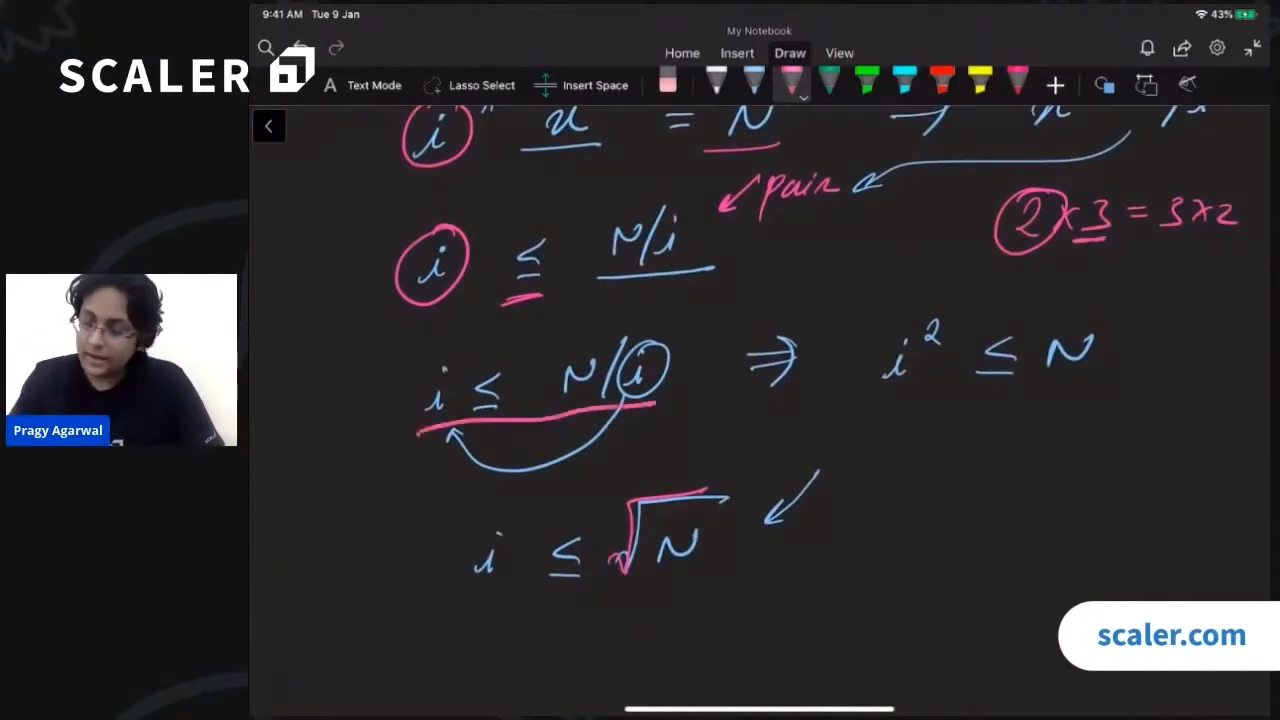 9:41 AM Tue 9 Jan
43%
My Notebook
SCALER
Home Insert Draw View
A Text Mode Lasso Select Insert Space
i * x = N ⇒
pair
2 × 3 = 3 × 2
i ≤ N/i
i ≤ N/i ⇒ i² ≤ N
Pragy Agarwal
i ≤ √N
scaler.com